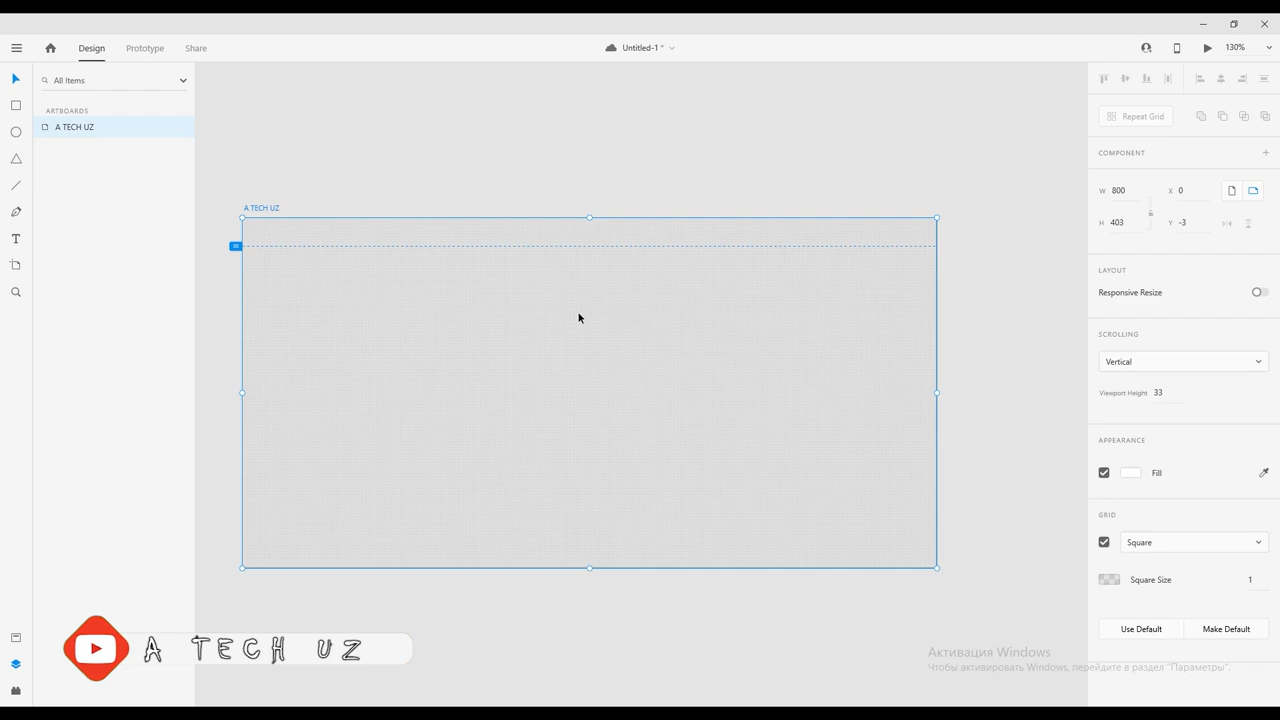 Design Prototype Share Untitled-1 * 130%
All Items
ARTBOARDS
A TECH UZ
A TECH UZ
Repeat Grid
COMPONENT +
W 800 X 0
H 403 Y -3
LAYOUT
Responsive Resize
SCROLLING
Vertical
Viewport Height 33
APPEARANCE
Fill
GRID
Square
Square Size 1
Use Default Make Default
A TECH UZ
Активация Windows
Чтобы активировать Windows, перейдите в раздел "Параметры".